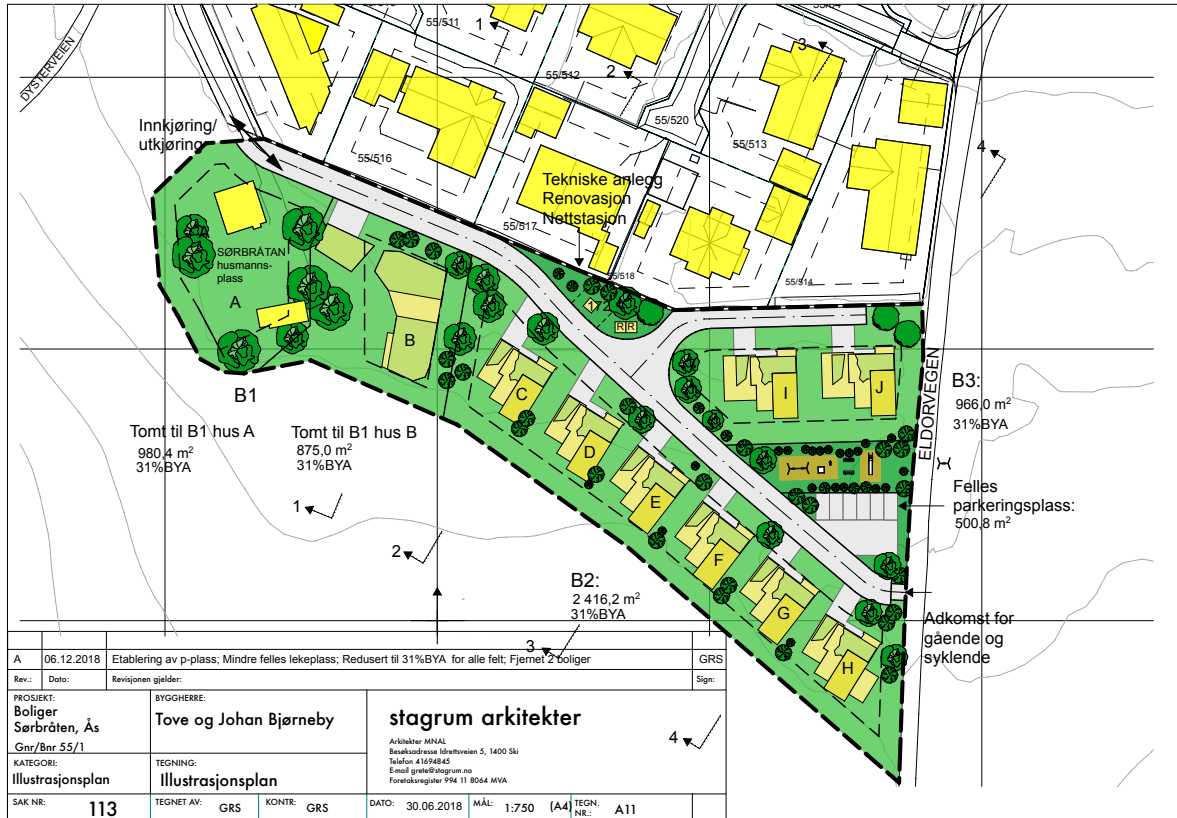 55/511
1
55/512
2
3
DYSTERVEIEN
55/520
55/513
4
Innkjøring/
utkjøring
55/516
Tekniske anlegg
Renovasjon
Nettstasjon
55/517
55/518
55/514
SØRBRÅTAN
husmanns-
plass
A
B
R R
C
D
E
F
G
H
I
J
ELDORVEGEN
B1
Tomt til B1 hus A
980,4 m²
31%BYA
Tomt til B1 hus B
875,0 m²
31%BYA
B3:
966,0 m²
31%BYA
Felles
parkeringsplass:
500,8 m²
1
2
B2:
2 416,2 m²
31%BYA
3
Adkomst for
gående og
syklende
4
A 06.12.2018 Etablering av p-plass; Mindre felles lekeplass; Redusert til 31%BYA for alle felt; Fjernet 2 boliger GRS
Rev.: Dato: Revisjonen gjelder: Sign:
PROSJEKT:
Boliger
Sørbråten, Ås
Gnr/Bnr 55/1
BYGGHERRE:
Tove og Johan Bjørneby
stagrum arkitekter
Arkitekter MNAL
Besøksadresse Idrettsveien 5, 1400 Ski
Telefon 41694845
E-mail grete@stagrum.no
Foretaksregister 994 11 8064 MVA
KATEGORI:
Illustrasjonsplan
TEGNING:
Illustrasjonsplan
SAK NR: 113
TEGNET AV: GRS
KONTR: GRS
DATO: 30.06.2018
MÅL: 1:750 (A4)
TEGN.
NR.: A11